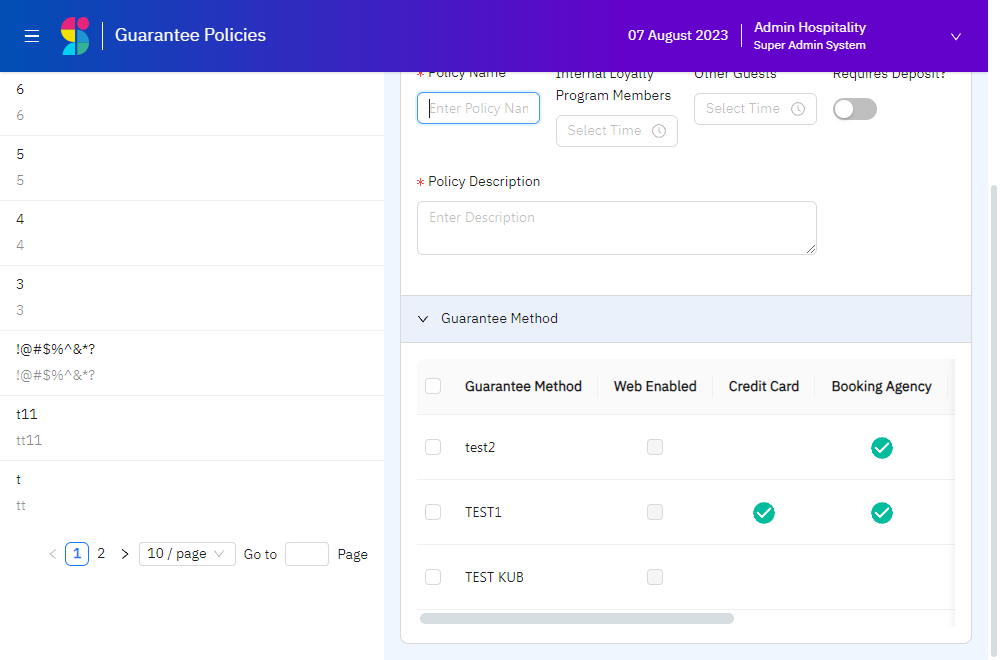 Guarantee Policies
07 August 2023
Admin Hospitality
Super Admin System
6
6
5
5
4
4
3
3
!@#$%^&*?
!@#$%^&*?
t11
tt11
t
tt
1 2 10 / page Go to Page
* Policy Name
Enter Policy Nam
Internal Loyalty
Program Members
Select Time
Other Guests
Select Time
Requires Deposit?
* Policy Description
Enter Description
Guarantee Method
Guarantee Method Web Enabled Credit Card Booking Agency
test2
TEST1
TEST KUB